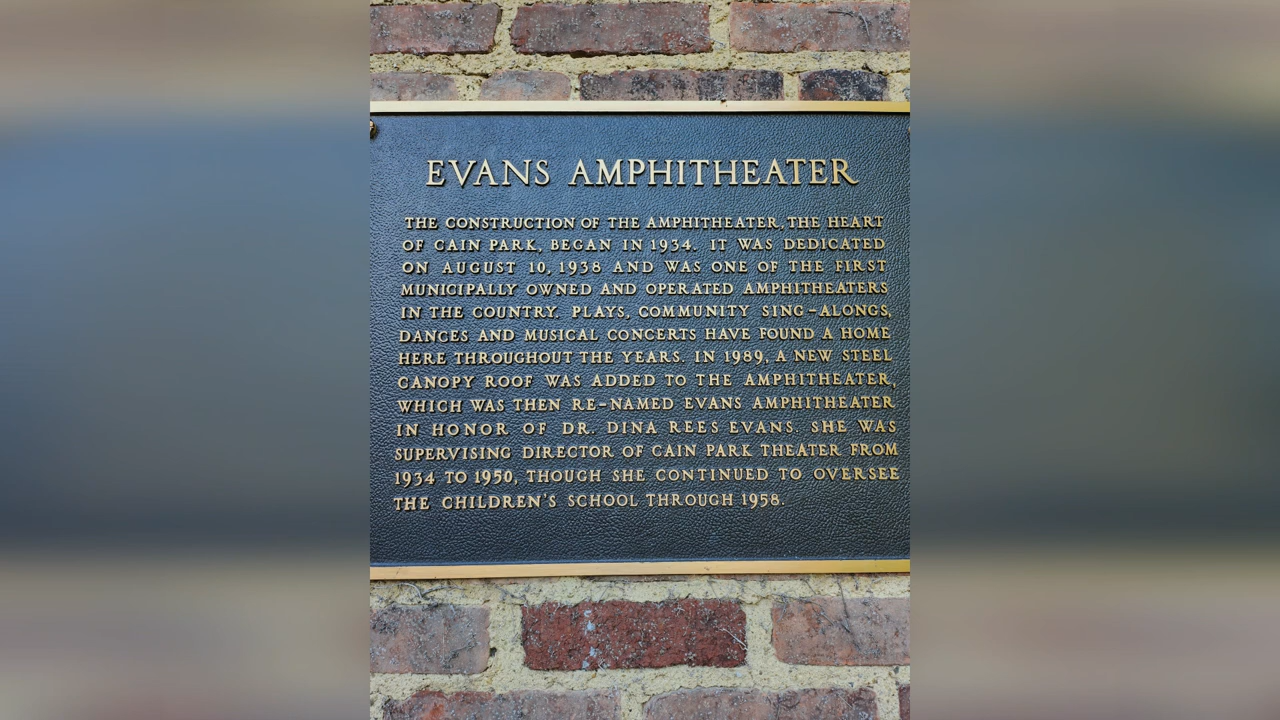 EVANS AMPHITHEATER
THE CONSTRUCTION OF THE AMPHITHEATER, THE HEART
OF CAIN PARK, BEGAN IN 1934. IT WAS DEDICATED
ON AUGUST 10, 1938 AND WAS ONE OF THE FIRST
MUNICIPALLY OWNED AND OPERATED AMPHITHEATERS
IN THE COUNTRY. PLAYS, COMMUNITY SING-ALONGS,
DANCES AND MUSICAL CONCERTS HAVE FOUND A HOME
HERE THROUGHOUT THE YEARS. IN 1989, A NEW STEEL
CANOPY ROOF WAS ADDED TO THE AMPHITHEATER,
WHICH WAS THEN RE-NAMED EVANS AMPHITHEATER
IN HONOR OF DR. DINA REES EVANS. SHE WAS
SUPERVISING DIRECTOR OF CAIN PARK THEATER FROM
1934 TO 1950, THOUGH SHE CONTINUED TO OVERSEE
THE CHILDREN'S SCHOOL THROUGH 1958.